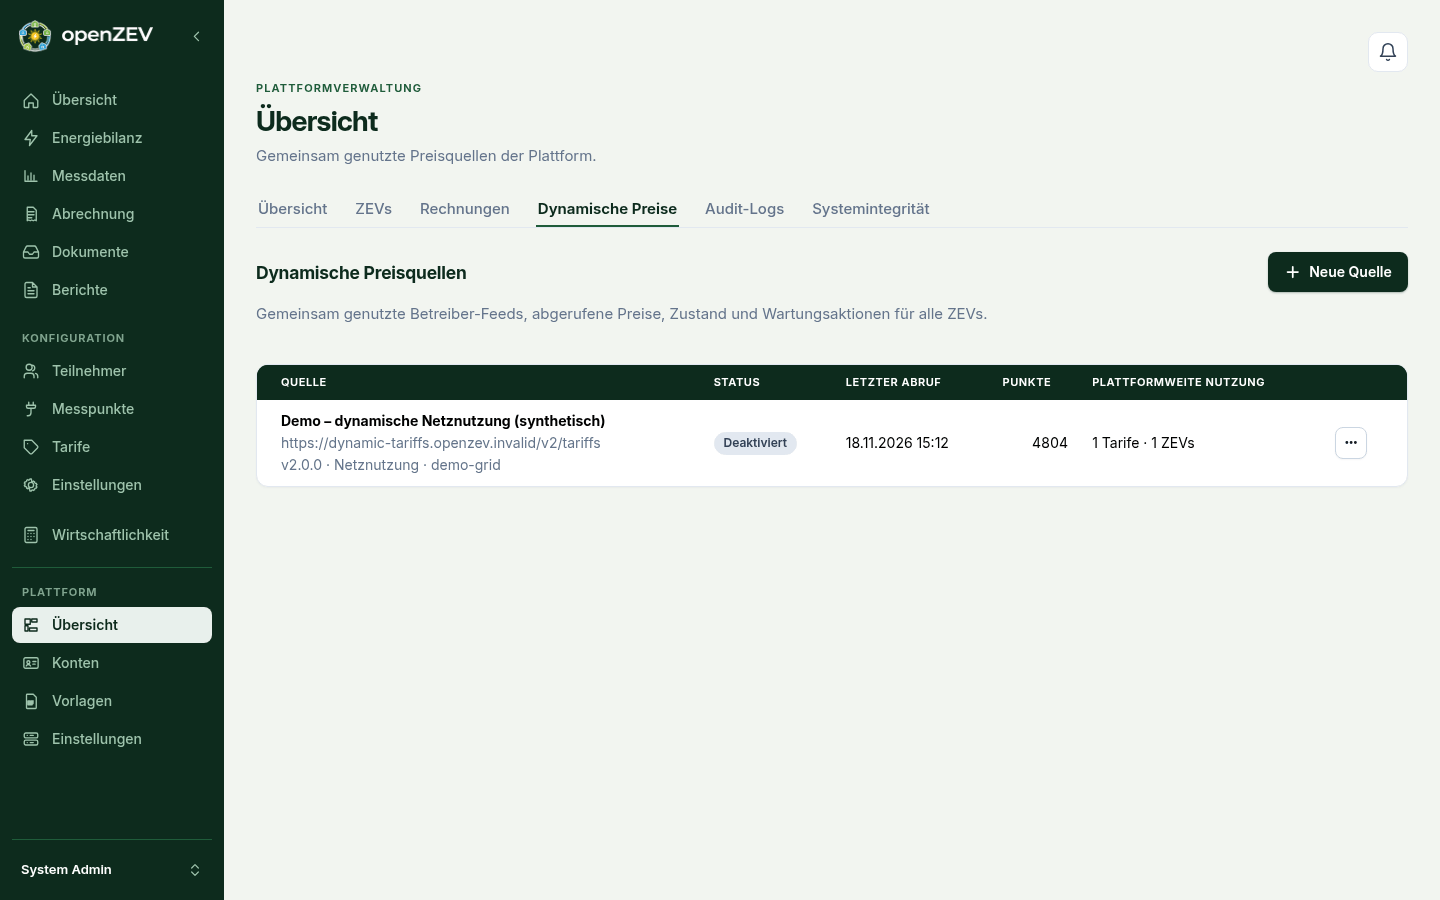 openZEV
Übersicht
Energiebilanz
Messdaten
Abrechnung
Dokumente
Berichte
KONFIGURATION
Teilnehmer
Messpunkte
Tarife
Einstellungen
Wirtschaftlichkeit
PLATTFORM
Übersicht
Konten
Vorlagen
Einstellungen
System Admin
PLATTFORMVERWALTUNG
Übersicht
Gemeinsam genutzte Preisquellen der Plattform.
Übersicht ZEVs Rechnungen Dynamische Preise Audit-Logs Systemintegrität
Dynamische Preisquellen
Neue Quelle
Gemeinsam genutzte Betreiber-Feeds, abgerufene Preise, Zustand und Wartungsaktionen für alle ZEVs.
QUELLE STATUS LETZTER ABRUF PUNKTE PLATTFORMWEITE NUTZUNG
Demo – dynamische Netznutzung (synthetisch)
https://dynamic-tariffs.openzev.invalid/v2/tariffs
v2.0.0 · Netznutzung · demo-grid
Deaktiviert
18.11.2026 15:12
4804
1 Tarife · 1 ZEVs